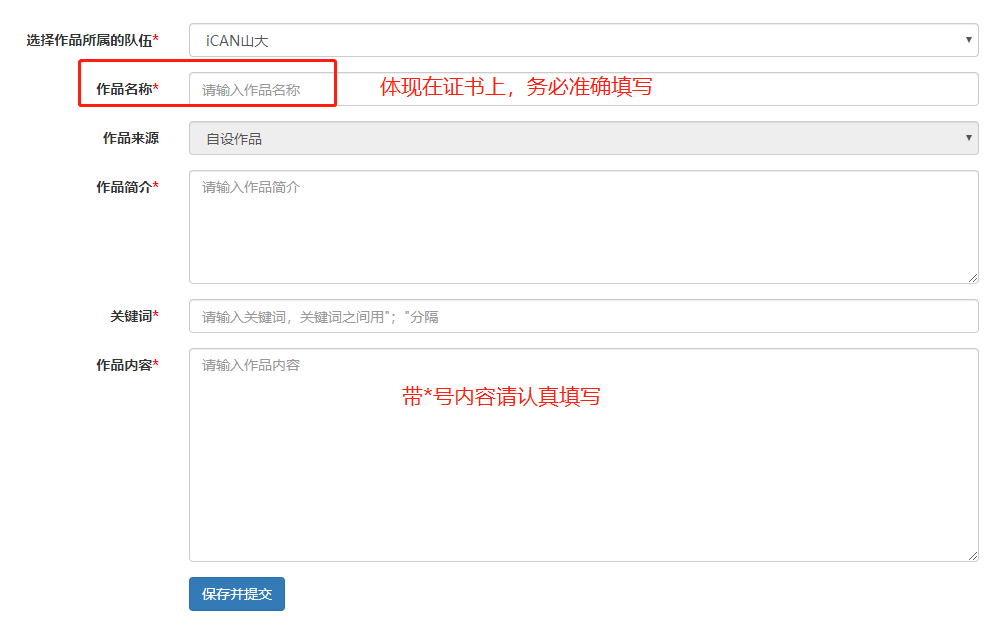 选择作品所属的队伍* iCAN山大
作品名称* 请输入作品名称 体现在证书上，务必准确填写
作品来源 自设作品
作品简介* 请输入作品简介
关键词* 请输入关键词，关键词之间用"；"分隔
作品内容* 请输入作品内容
带*号内容请认真填写
保存并提交